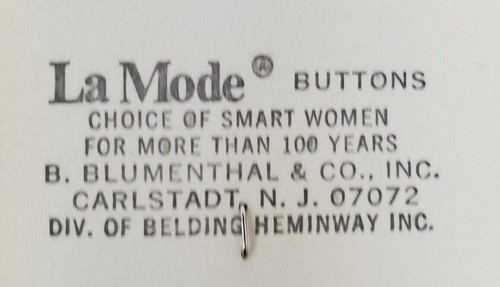 La Mode® BUTTONS
CHOICE OF SMART WOMEN
FOR MORE THAN 100 YEARS
B. BLUMENTHAL & CO., INC.
CARLSTADT, N. J. 07072
DIV. OF BELDING HEMINWAY INC.